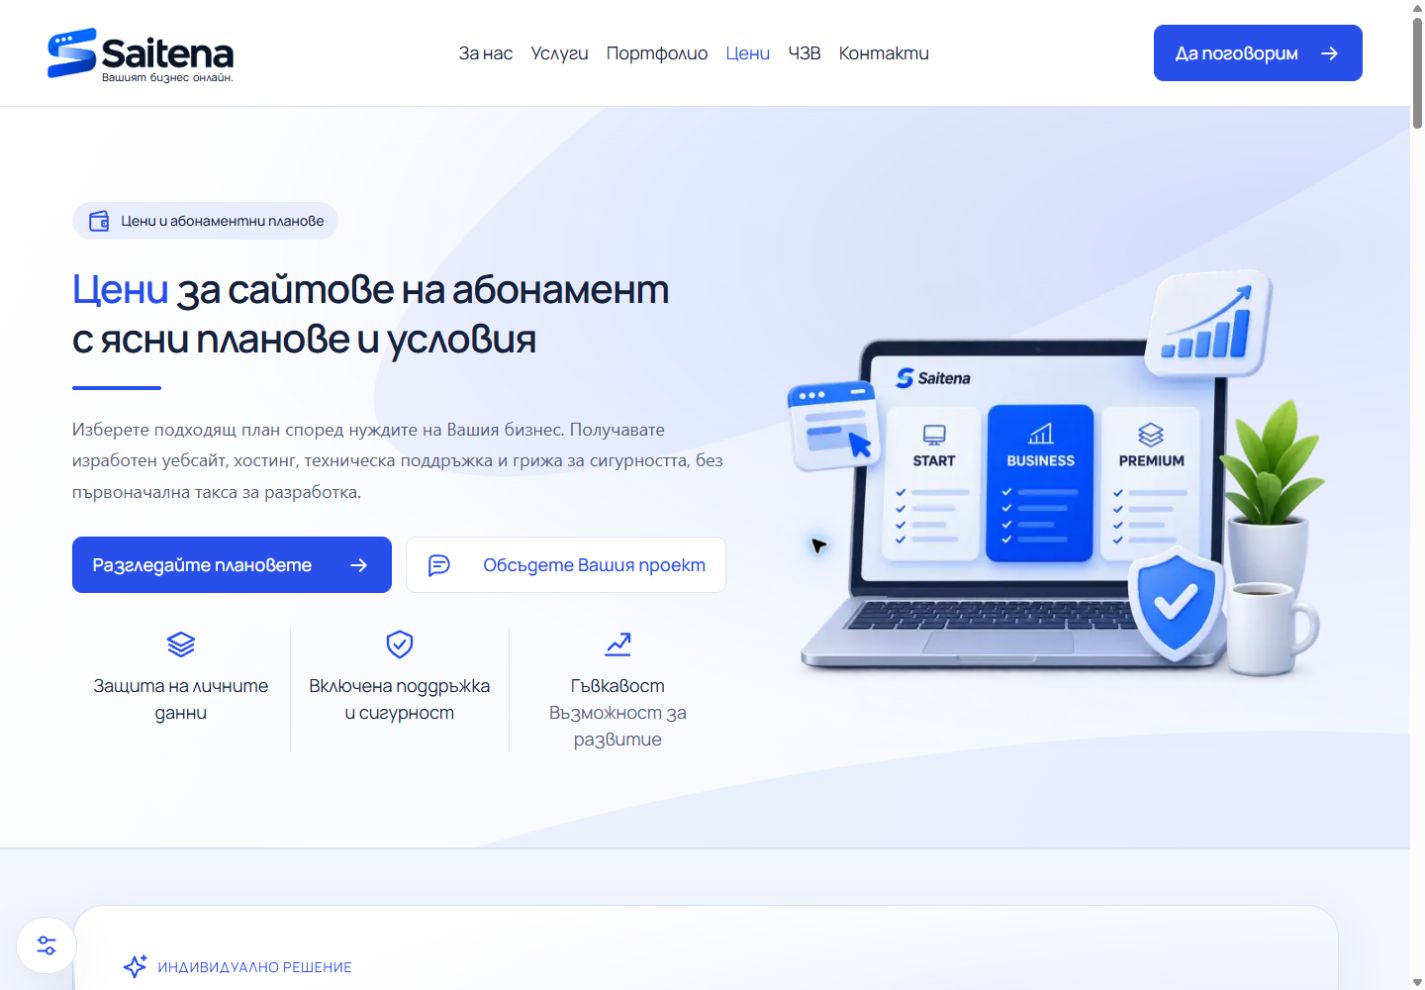 Saitena
Вашият бизнес онлайн.
За нас
Услуги
Портфолио
Цени
ЧЗВ
Контакти
Да поговорим
Цени и абонаментни планове
Цени за сайтове на абонамент
с ясни планове и условия
Изберете подходящ план според нуждите на Вашия бизнес. Получавате
изработен уебсайт, хостинг, техническа поддръжка и грижа за сигурността, без
първоначална такса за разработка.
Разгледайте плановете
Обсъдете Вашия проект
Защита на личните
данни
Включена поддръжка
и сигурност
Гъвкавост
Възможност за
развитие
Saitena
START
BUSINESS
PREMIUM
ИНДИВИДУАЛНО РЕШЕНИЕ